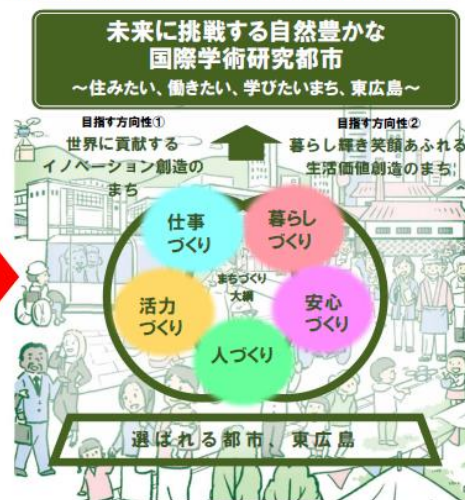 未来に挑戦する自然豊かな
国際学術研究都市
～住みたい、働きたい、学びたいまち、東広島～
目指す方向性①
世界に貢献する
イノベーション創造の
まち
目指す方向性②
暮らし輝き笑顔あふれる
生活価値創造のまち
仕事
づくり
暮らし
づくり
まちづくり
大綱
活力
づくり
安心
づくり
人づくり
選ばれる都市、東広島